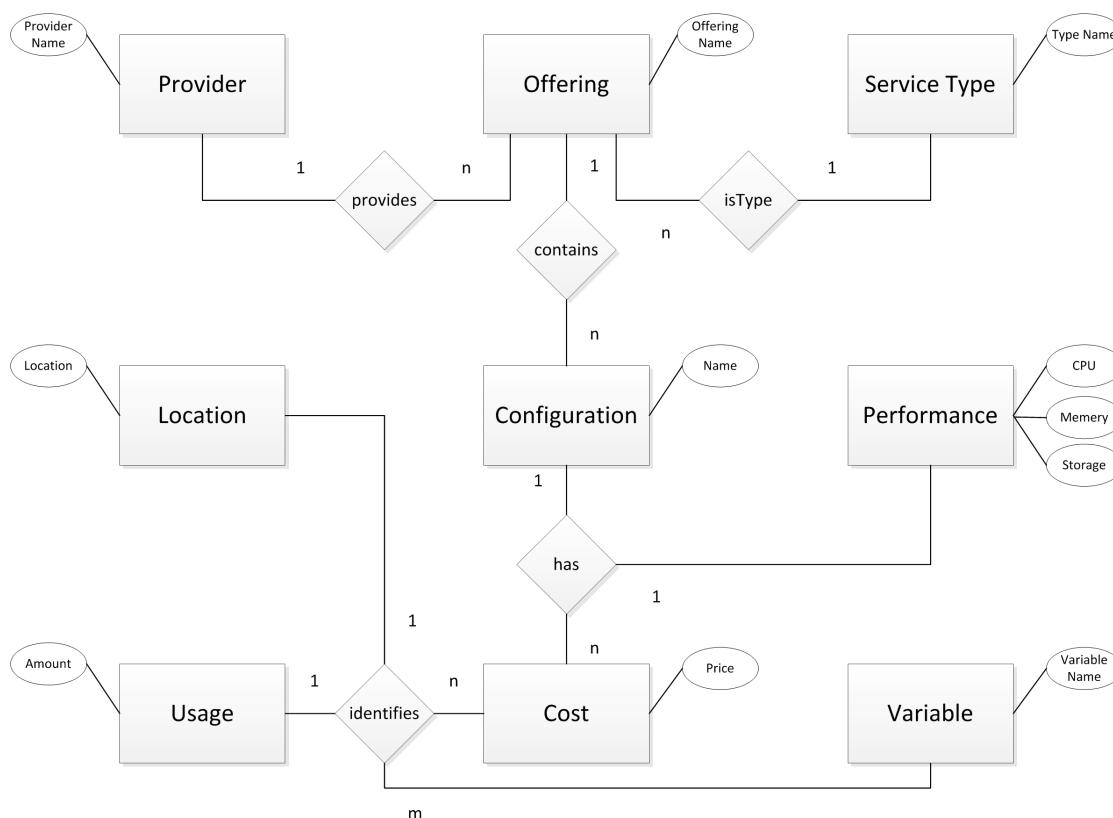 Provider
Name
Offering
Name
Type Name
Provider
Offering
Service Type
1
n
1
1
provides
isType
n
contains
n
Location
Name
CPU
Location
Configuration
Performance
Memery
Storage
1
has
1
1
n
Amount
1
n
Price
Variable
Name
Usage
identifies
Cost
Variable
m